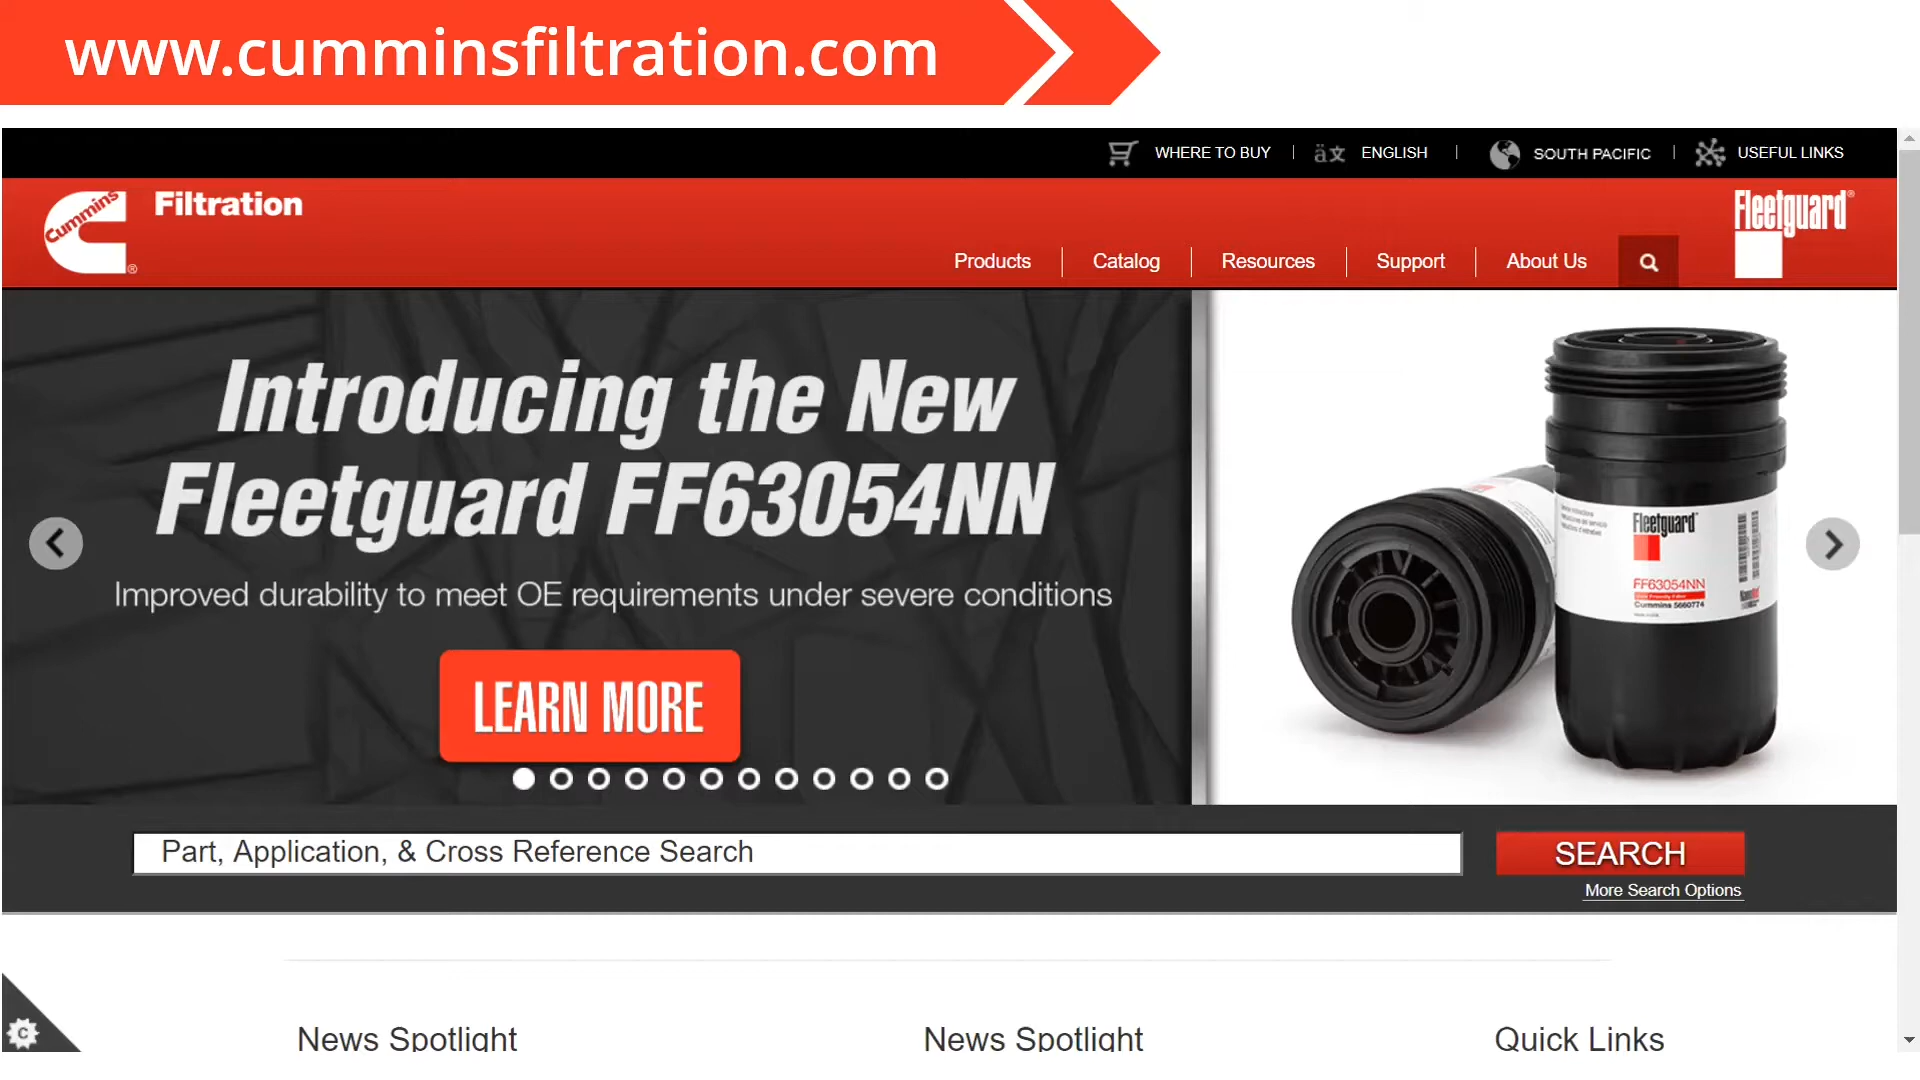 www.cumminsfiltration.com
WHERE TO BUY
ENGLISH
SOUTH PACIFIC
USEFUL LINKS
Cummins
Filtration
Fleetguard
Products
Catalog
Resources
Support
About Us
Introducing the New
Fleetguard FF63054NN
Improved durability to meet OE requirements under severe conditions
LEARN MORE
Fleetguard
FF63054NN
Cummins 5660774
Part, Application, & Cross Reference Search
SEARCH
More Search Options
News Spotlight
News Spotlight
Quick Links